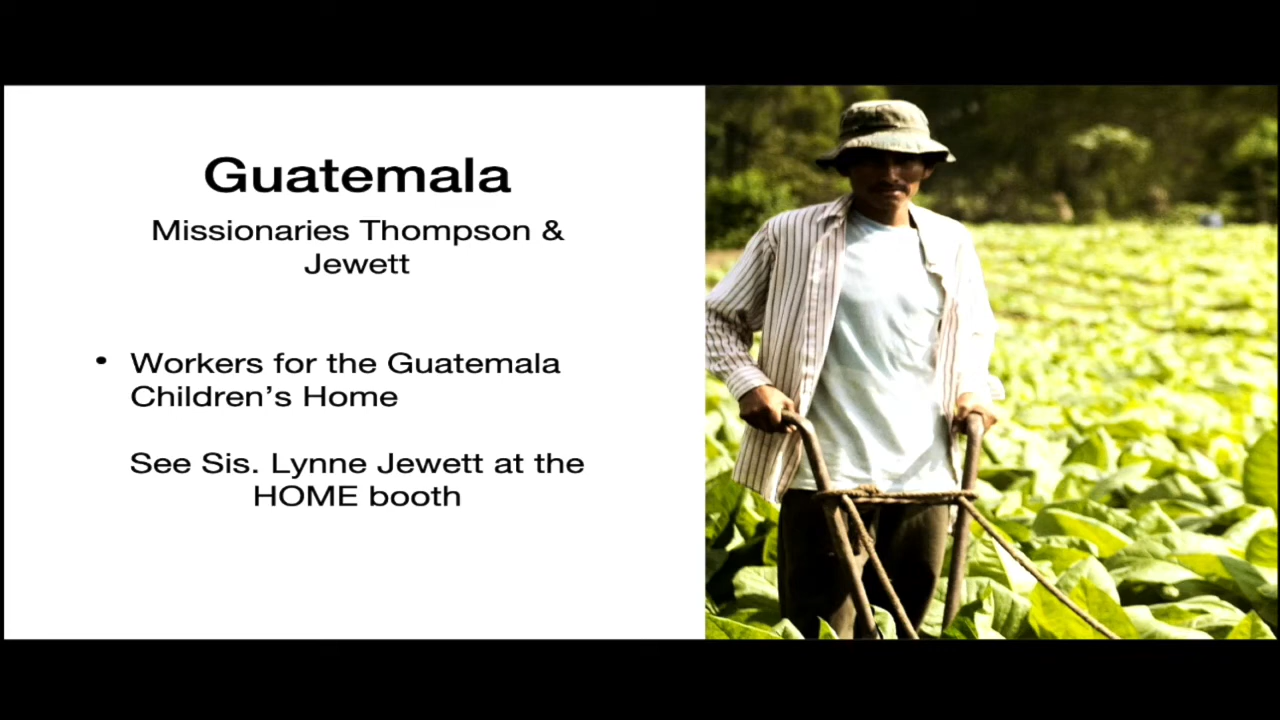 Guatemala
Missionaries Thompson &
Jewett
• Workers for the Guatemala
Children’s Home
See Sis. Lynne Jewett at the
HOME booth